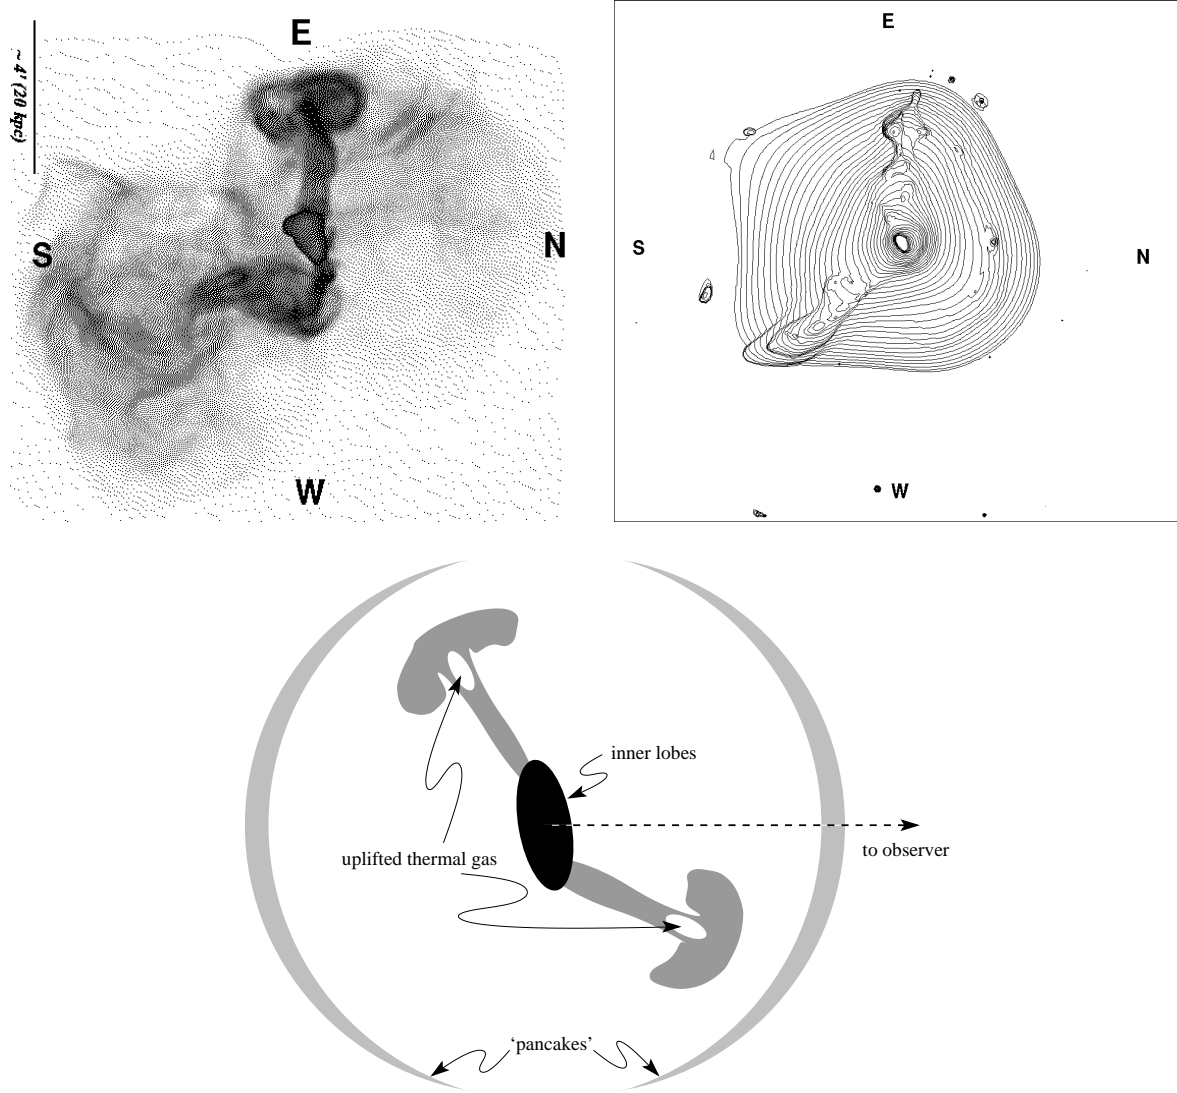 E
~ 4' (20 kpc)
S
N
W
E
S
N
W
inner lobes
to observer
uplifted thermal gas
‘pancakes’